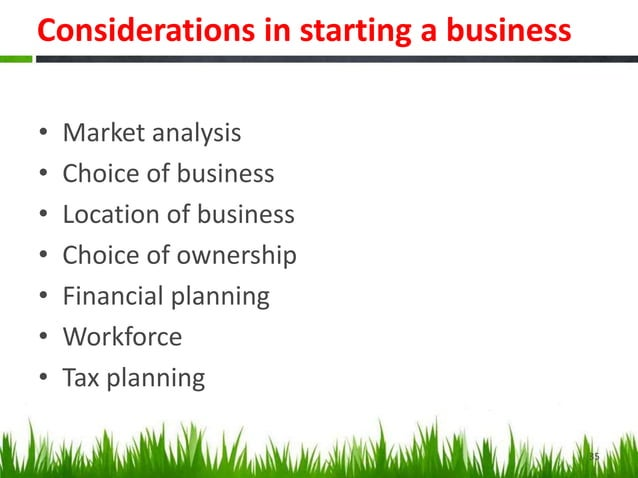 Considerations in starting a business
• Market analysis
• Choice of business
• Location of business
• Choice of ownership
• Financial planning
• Workforce
• Tax planning
35